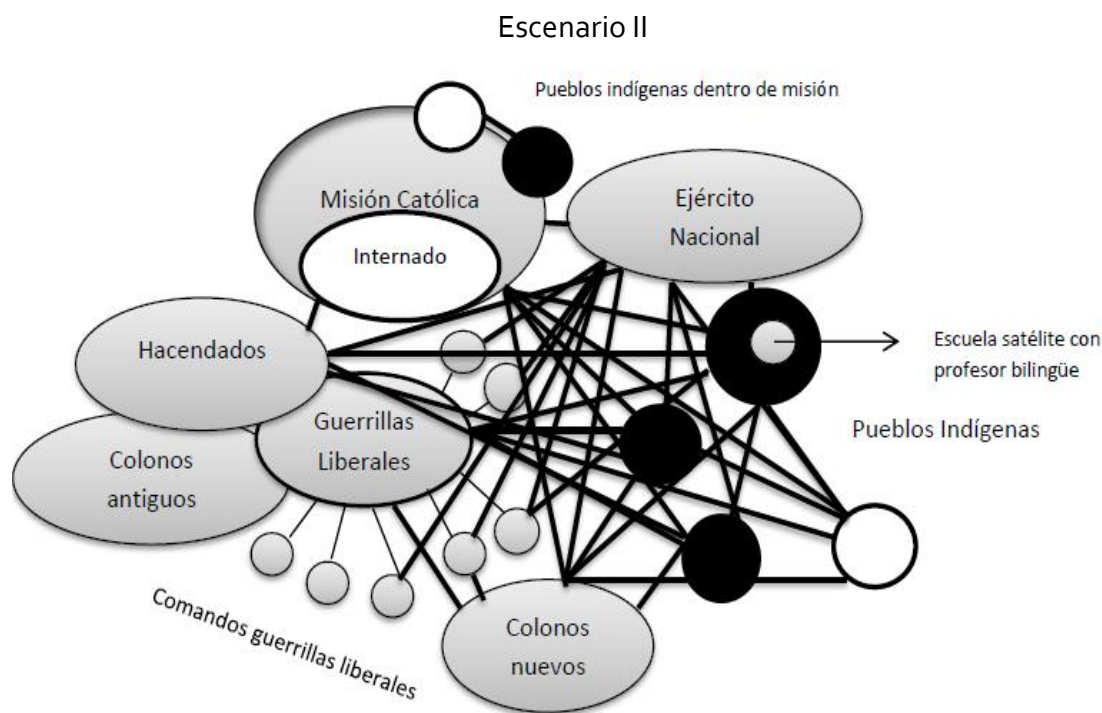 Escenario II
Pueblos indígenas dentro de misión
Misión Católica
Internado
Ejército
Nacional
Hacendados
Escuela satélite con
profesor bilingüe
Guerrillas
Liberales
Pueblos Indígenas
Colonos
antiguos
Comandos guerrillas liberales
Colonos
nuevos